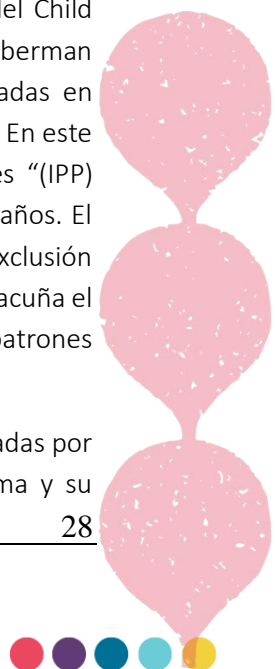 del Child
berman
adas en
En este
es “(IPP)
años. El
xclusión
acuña el
patrones
adas por
ma y su
28